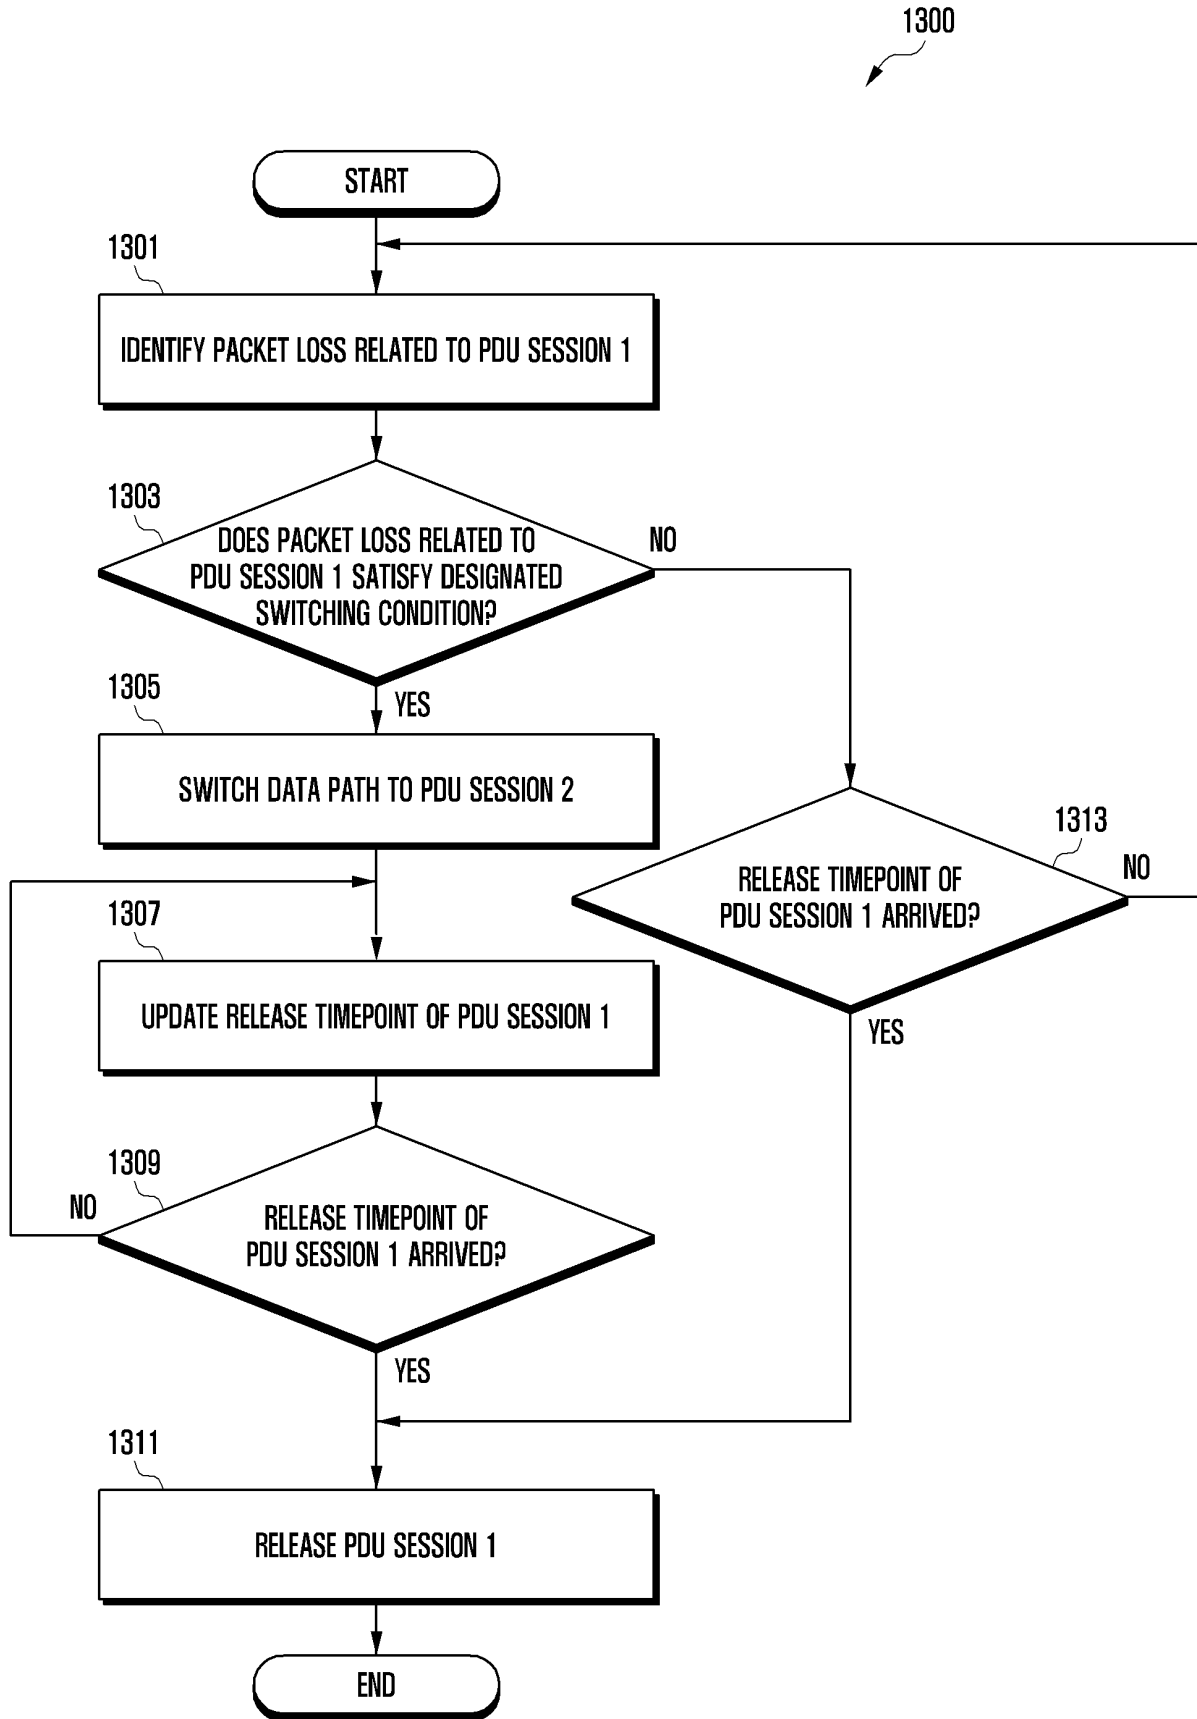 1300
START
1301
IDENTIFY PACKET LOSS RELATED TO PDU SESSION 1
1303
DOES PACKET LOSS RELATED TO
PDU SESSION 1 SATISFY DESIGNATED
SWITCHING CONDITION?
NO
YES
1305
SWITCH DATA PATH TO PDU SESSION 2
1313
RELEASE TIMEPOINT OF
PDU SESSION 1 ARRIVED?
NO
YES
1307
UPDATE RELEASE TIMEPOINT OF PDU SESSION 1
1309
NO
RELEASE TIMEPOINT OF
PDU SESSION 1 ARRIVED?
YES
1311
RELEASE PDU SESSION 1
END